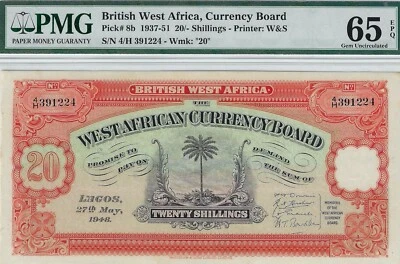 PMG
PAPER MONEY GUARANTY
British West Africa, Currency Board
Pick# 8b 1937-51 20/- Shillings - Printer: W&S
S/N 4/H 391224 - Wmk: "20"
65 EPQ
Gem Uncirculated
Nº
BRITISH WEST AFRICA
Nº
4/H 391224
THE
4/H 391224
WEST AFRICAN CURRENCY BOARD
PROMISE TO
PAY ON
DEMAND
THE SUM OF
20
LAGOS,
27th May,
1948.
TWENTY SHILLINGS